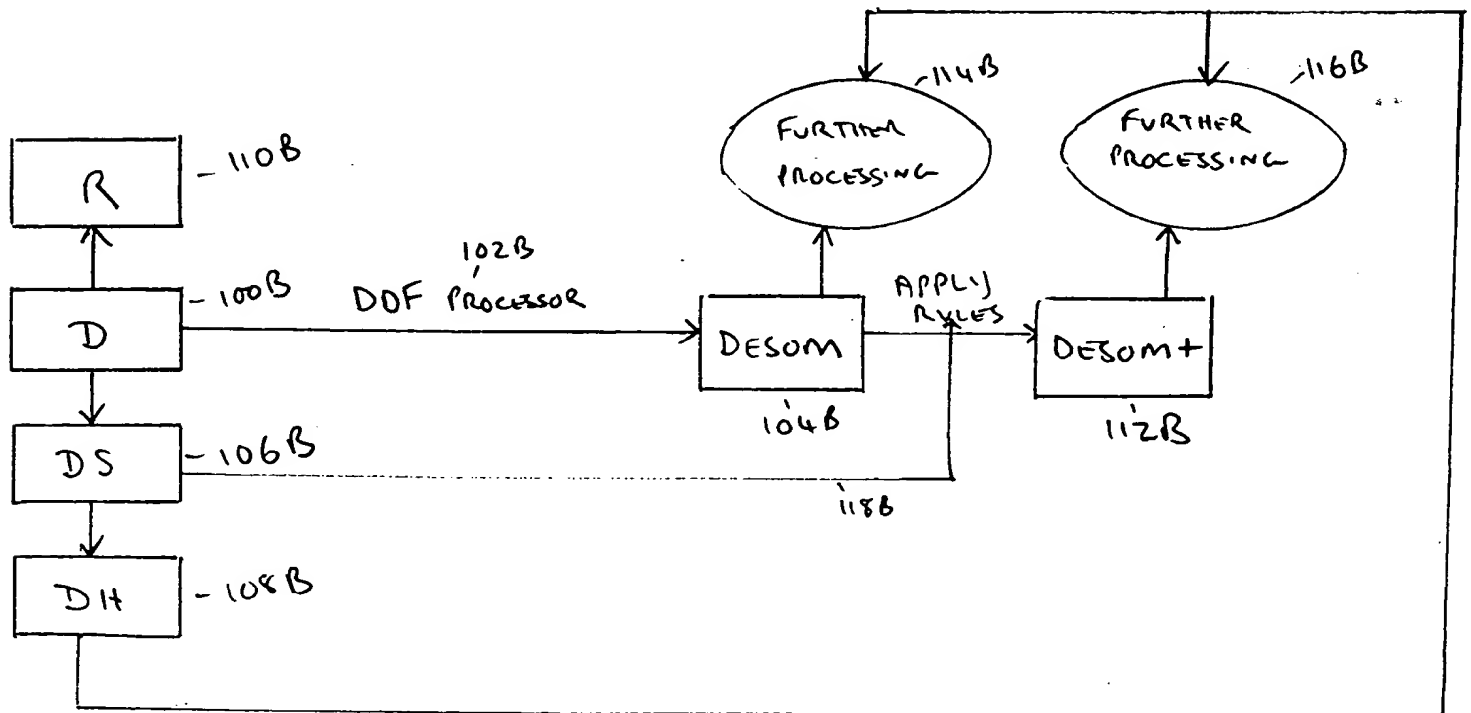 -114B
-116B
FURTHER
PROCESSING
FURTHER
PROCESSING
R
-110B
102B
D
-100B
DOF PROCESSOR
APPLY
RULES
DESOM
DESOM+
104B
112B
DS
-106B
118B
DH
-108B